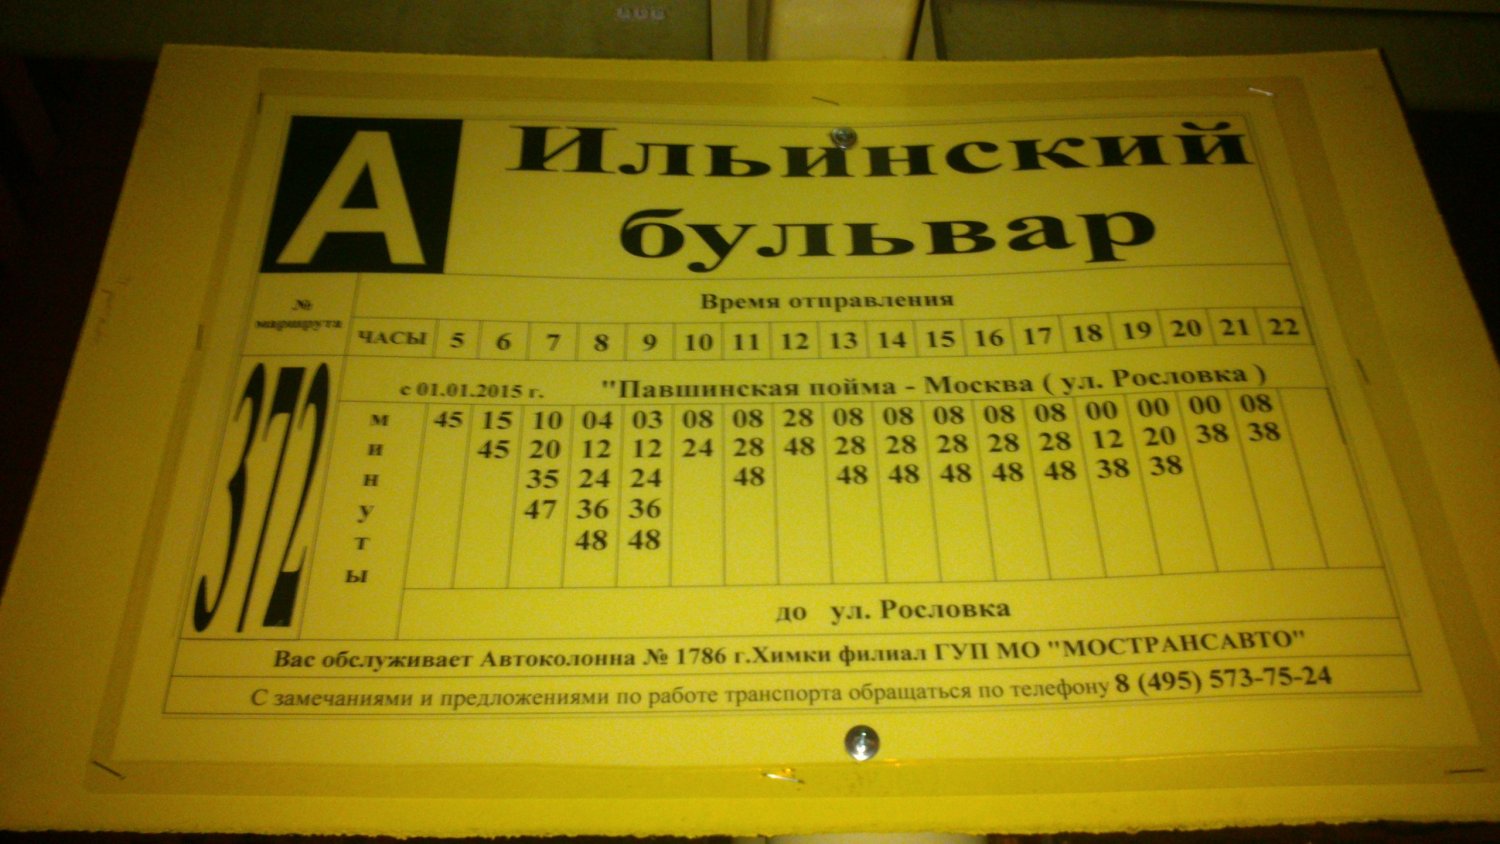 А Ильинский
бульвар
№ маршрута
Время отправления
ЧАСЫ 5 6 7 8 9 10 11 12 13 14 15 16 17 18 19 20 21 22
372
с 01.01.2015 г. "Павшинская пойма - Москва ( ул. Рословка )
минуты
45 15 10 04 03 08 08 28 08 08 08 08 08 00 00 00 08
45 20 12 12 24 28 48 28 28 28 28 28 12 20 38 38
35 24 24 48 48 48 48 48 48 38 38
47 36 36
48 48
до ул. Рословка
Вас обслуживает Автоколонна № 1786 г.Химки филиал ГУП МО "МОСТРАНСАВТО"
С замечаниями и предложениями по работе транспорта обращаться по телефону 8 (495) 573-75-24